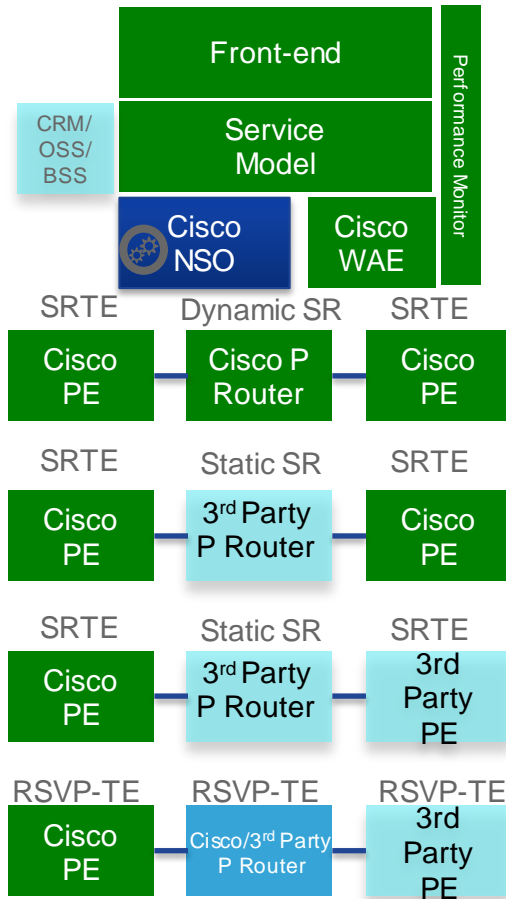 Front-end
Performance Monitor
CRM/
OSS/
BSS
Service
Model
Cisco
NSO
Cisco
WAE
SRTE
Dynamic SR
SRTE
Cisco
PE
Cisco P
Router
Cisco
PE
SRTE
Static SR
SRTE
Cisco
PE
3rd Party
P Router
Cisco
PE
SRTE
Static SR
SRTE
Cisco
PE
3rd Party
P Router
3rd
Party
PE
RSVP-TE
RSVP-TE
RSVP-TE
Cisco
PE
Cisco/3rd Party
P Router
3rd
Party
PE